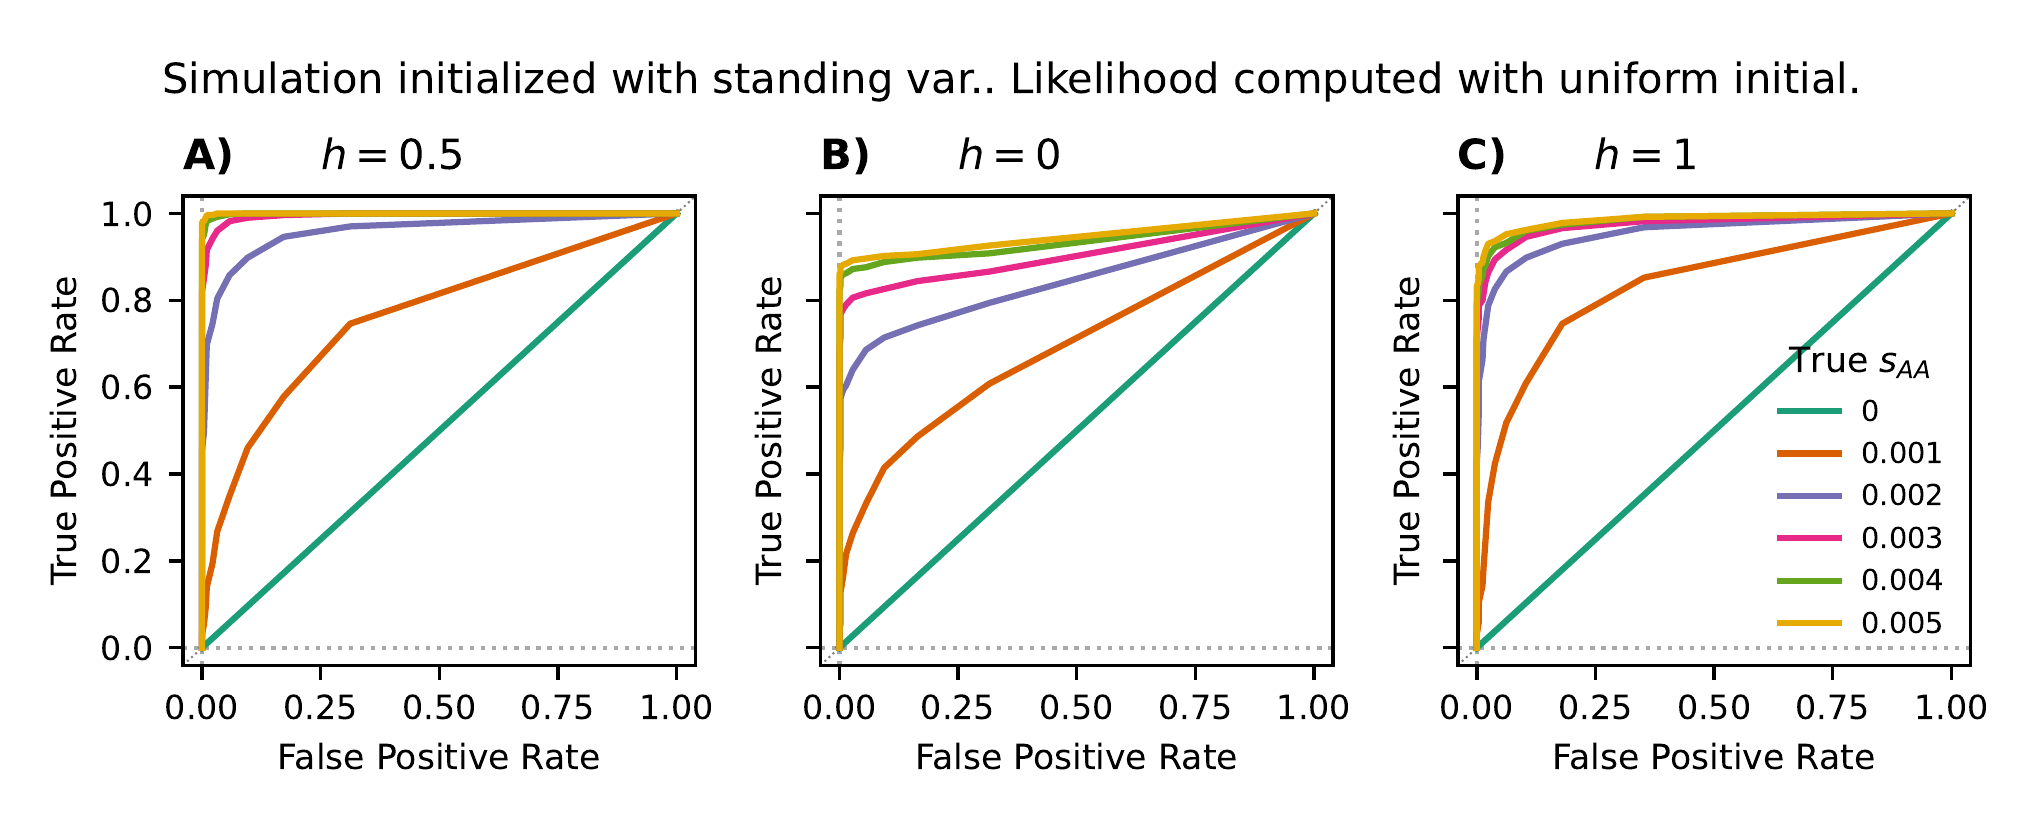 Simulation initialized with standing var.. Likelihood computed with uniform initial.
A) h = 0.5
B) h = 0
C) h = 1
True Positive Rate
1.0
0.8
0.6
0.4
0.2
0.0
0.00 0.25 0.50 0.75 1.00
False Positive Rate
True Positive Rate
0.00 0.25 0.50 0.75 1.00
False Positive Rate
True Positive Rate
True s_AA
0
0.001
0.002
0.003
0.004
0.005
0.00 0.25 0.50 0.75 1.00
False Positive Rate